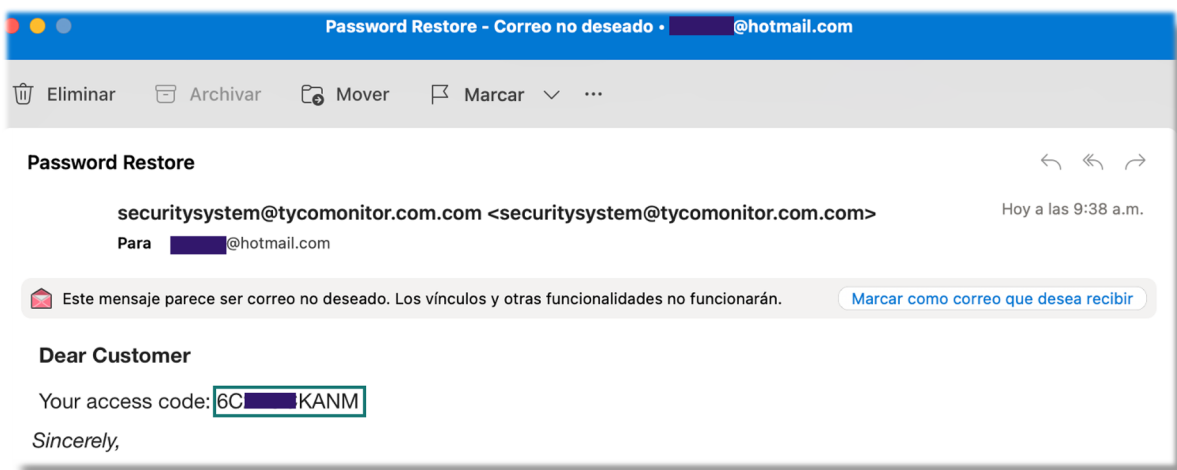 Password Restore - Correo no deseado • @hotmail.com
Eliminar Archivar Mover Marcar ...
Password Restore
securitysystem@tycomonitor.com.com <securitysystem@tycomonitor.com.com> Hoy a las 9:38 a.m.
Para @hotmail.com
Este mensaje parece ser correo no deseado. Los vínculos y otras funcionalidades no funcionarán. Marcar como correo que desea recibir
Dear Customer
Your access code: 6C KANM
Sincerely,